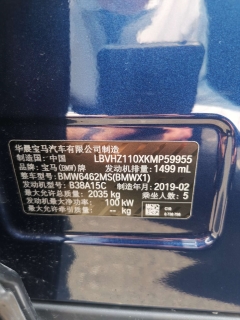 华晨宝马汽车有限公司制造
制造国：中国 LBVHZ110XKMP59955
品牌：宝马(BMW)牌 排量：1499 mL
整车型号：BMW6462MS(BMWX1)
发动机型号：B38A15C 制造年月：2019-02
最大允许总质量：2035 kg 乘坐人数：5
发动机最大净功率：100 kW
最大允许牵引质量：-- kg